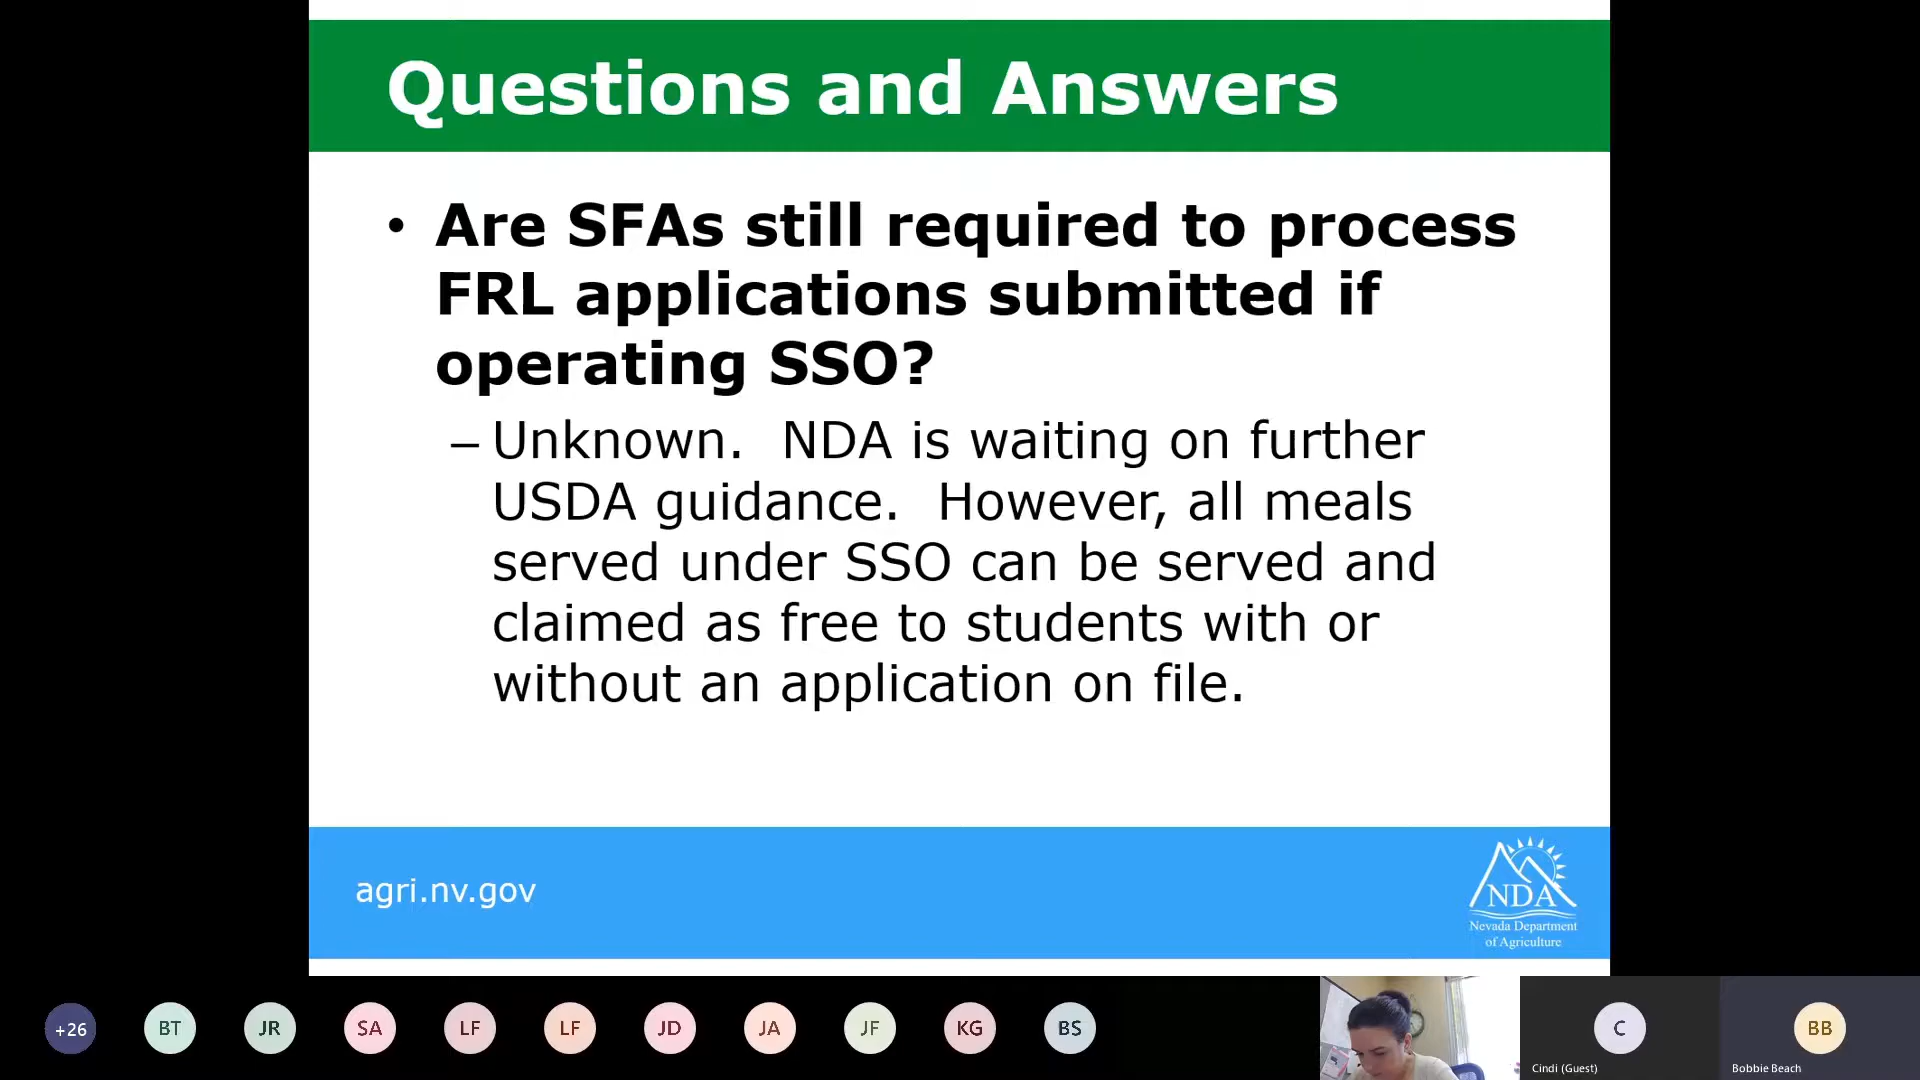 Questions and Answers
• Are SFAs still required to process
FRL applications submitted if
operating SSO?
– Unknown.  NDA is waiting on further
USDA guidance.  However, all meals
served under SSO can be served and
claimed as free to students with or
without an application on file.
agri.nv.gov
NDA
Nevada Department
of Agriculture
+26
BT
JR
SA
LF
LF
JD
JA
JF
KG
BS
C
Cindi (Guest)
BB
Bobbie Beach